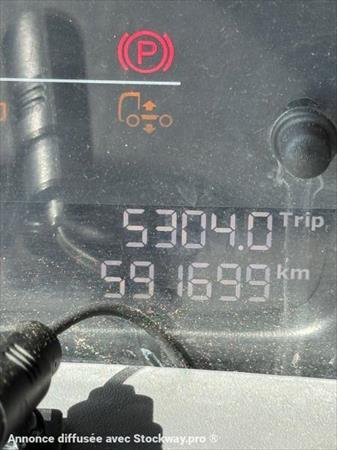 P
5304.0 Trip
591699 km
Annonce diffusée avec Stockway.pro ®